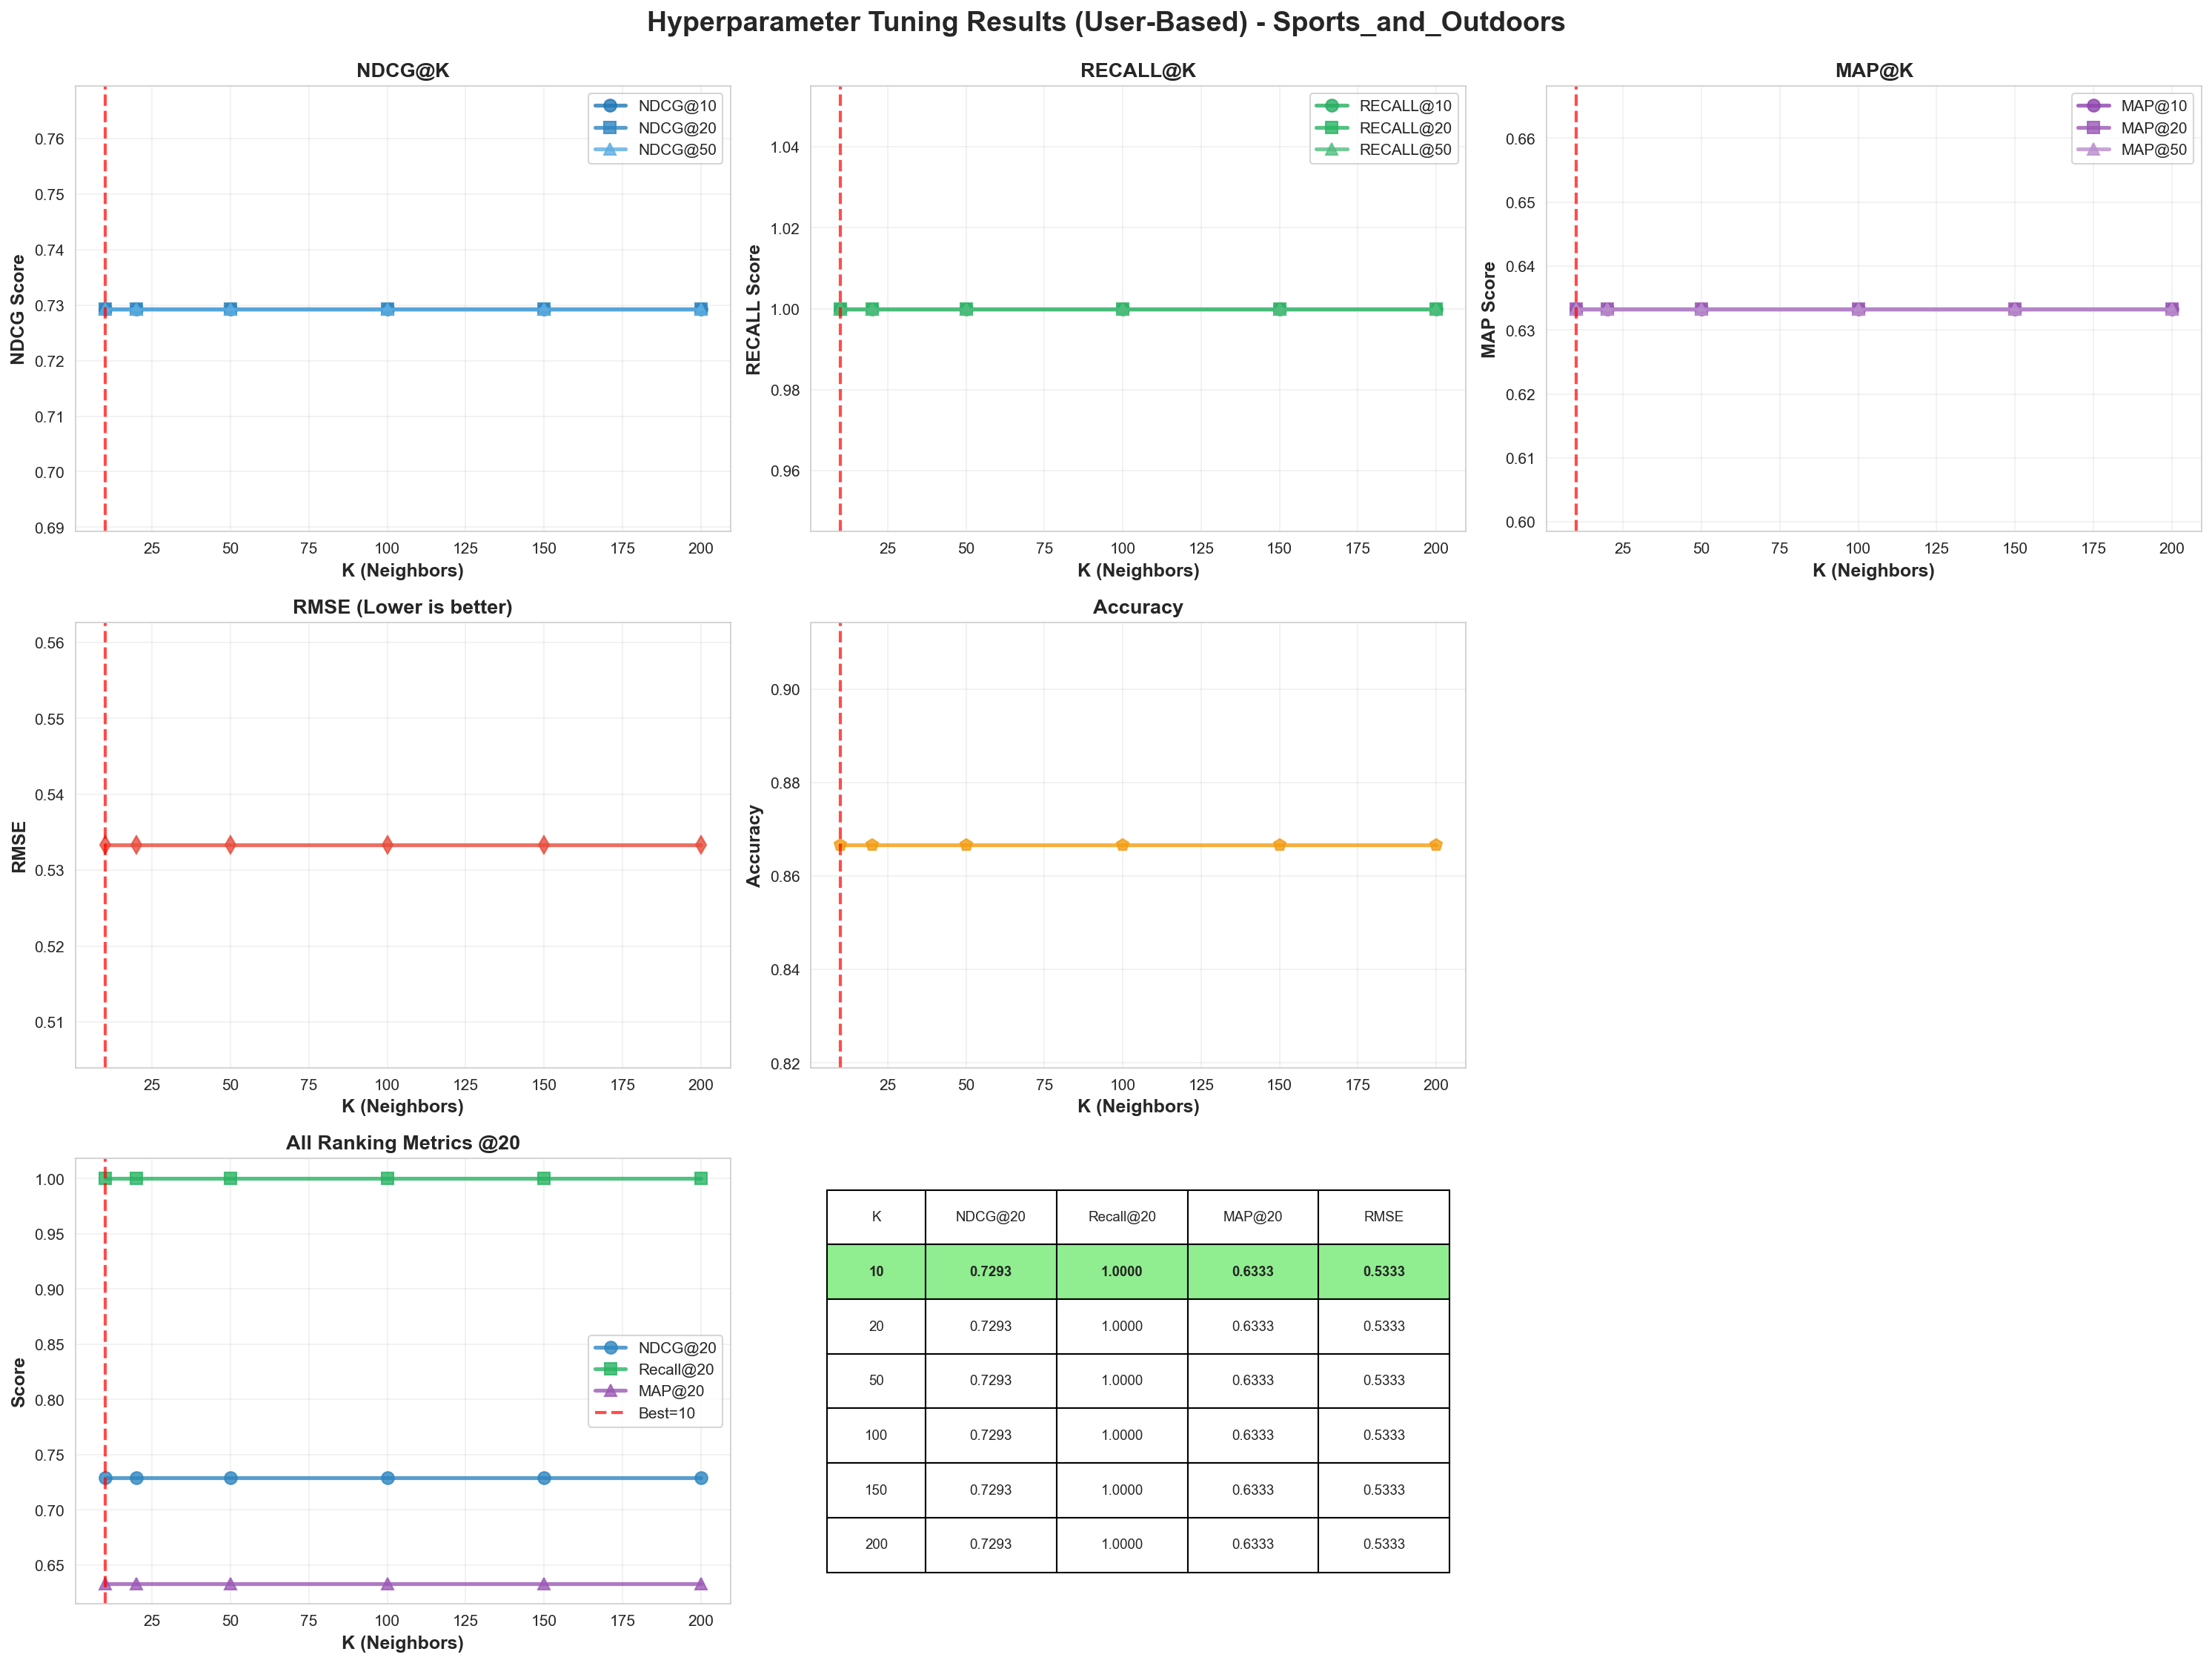 Hyperparameter Tuning Results (User-Based) - Sports_and_Outdoors
NDCG@K
NDCG Score
0.76
0.75
0.74
0.73
0.72
0.71
0.70
0.69
25 50 75 100 125 150 175 200
K (Neighbors)
NDCG@10
NDCG@20
NDCG@50
RECALL@K
RECALL Score
1.04
1.02
1.00
0.98
0.96
25 50 75 100 125 150 175 200
K (Neighbors)
RECALL@10
RECALL@20
RECALL@50
MAP@K
MAP Score
0.66
0.65
0.64
0.63
0.62
0.61
0.60
25 50 75 100 125 150 175 200
K (Neighbors)
MAP@10
MAP@20
MAP@50
RMSE (Lower is better)
RMSE
0.56
0.55
0.54
0.53
0.52
0.51
25 50 75 100 125 150 175 200
K (Neighbors)
Accuracy
Accuracy
0.90
0.88
0.86
0.84
0.82
25 50 75 100 125 150 175 200
K (Neighbors)
All Ranking Metrics @20
Score
1.00
0.95
0.90
0.85
0.80
0.75
0.70
0.65
25 50 75 100 125 150 175 200
K (Neighbors)
NDCG@20
Recall@20
MAP@20
Best=10
K NDCG@20 Recall@20 MAP@20 RMSE
10 0.7293 1.0000 0.6333 0.5333
20 0.7293 1.0000 0.6333 0.5333
50 0.7293 1.0000 0.6333 0.5333
100 0.7293 1.0000 0.6333 0.5333
150 0.7293 1.0000 0.6333 0.5333
200 0.7293 1.0000 0.6333 0.5333